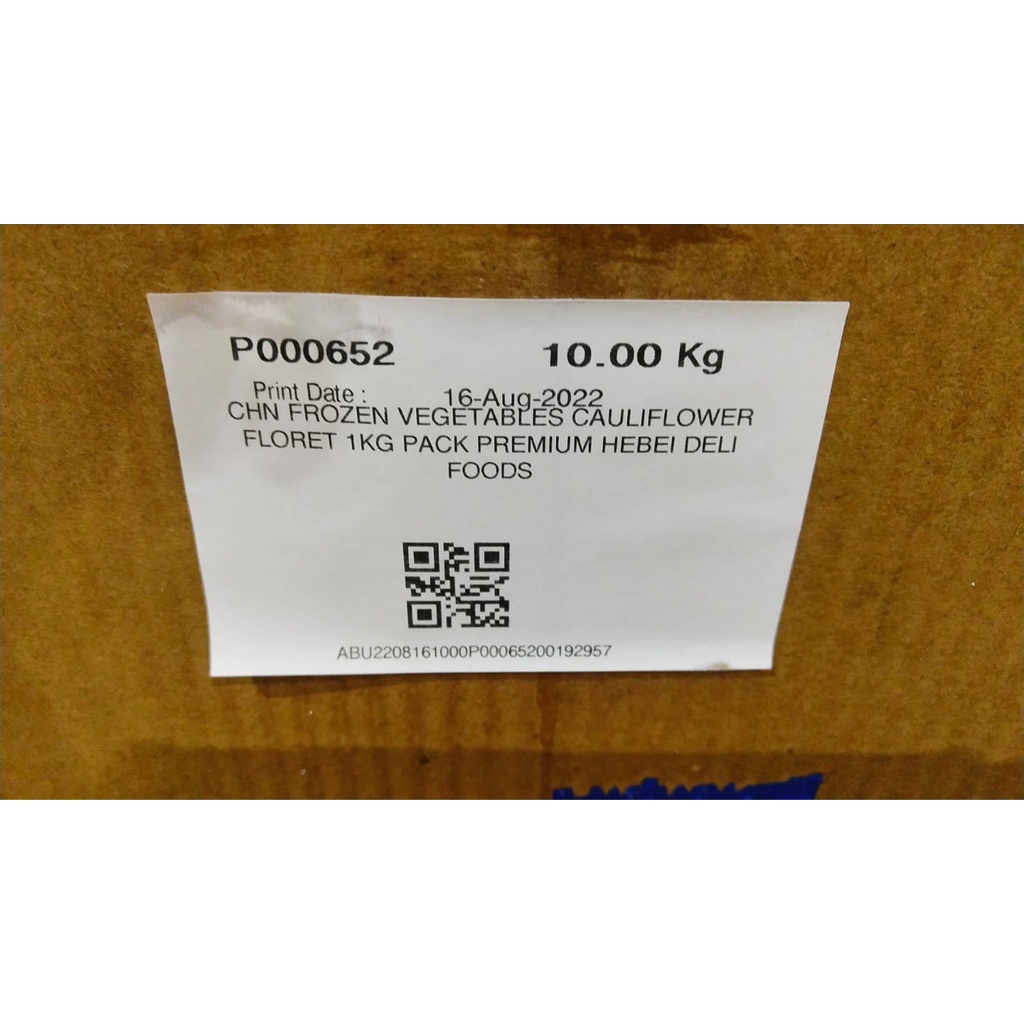 P000652 10.00 Kg
Print Date : 16-Aug-2022
CHN FROZEN VEGETABLES CAULIFLOWER
FLORET 1KG PACK PREMIUM HEBEI DELI
FOODS
ABU2208161000P00065200192957